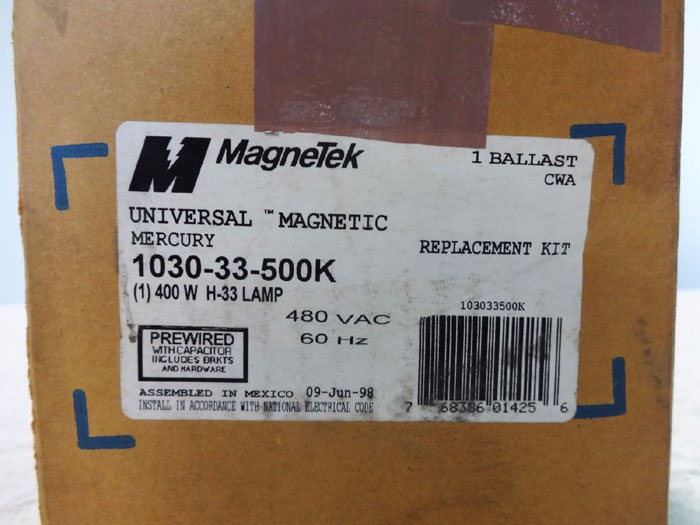 MagneTek
1 BALLAST
CWA
UNIVERSAL ™ MAGNETIC
MERCURY
REPLACEMENT KIT
1030-33-500K
(1) 400 W H-33 LAMP
103033500K
480 VAC
60 Hz
PREWIRED
WITH CAPACITOR
INCLUDES BRKTS
AND HARDWARE
ASSEMBLED IN MEXICO 09-Jun-98
INSTALL IN ACCORDANCE WITH NATIONAL ELECTRICAL CODE
7 68386 01425 6